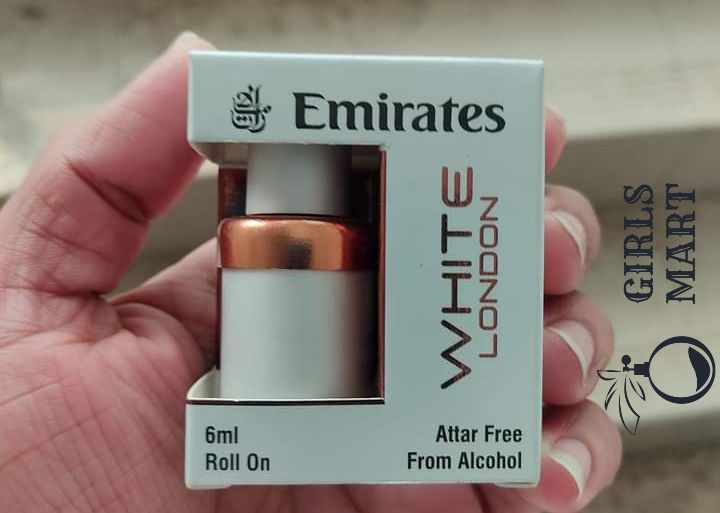 Emirates
WHITE
LONDON
6ml
Roll On
Attar Free
From Alcohol
GIRLS
MART